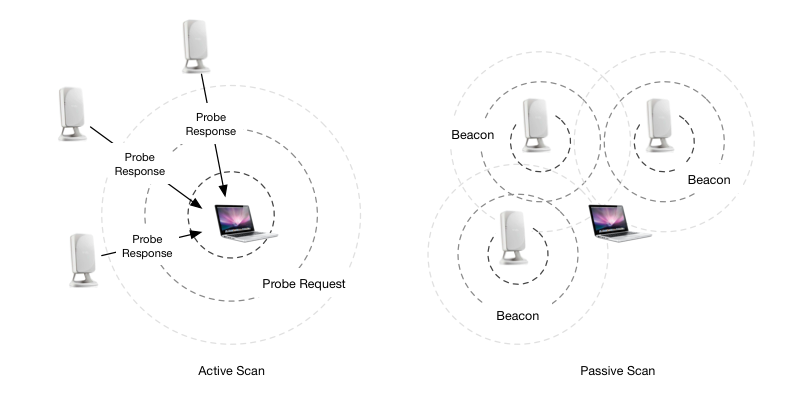 Probe
Response
Probe
Response
Probe
Response
Probe Request
Active Scan
Beacon
Beacon
Beacon
Passive Scan